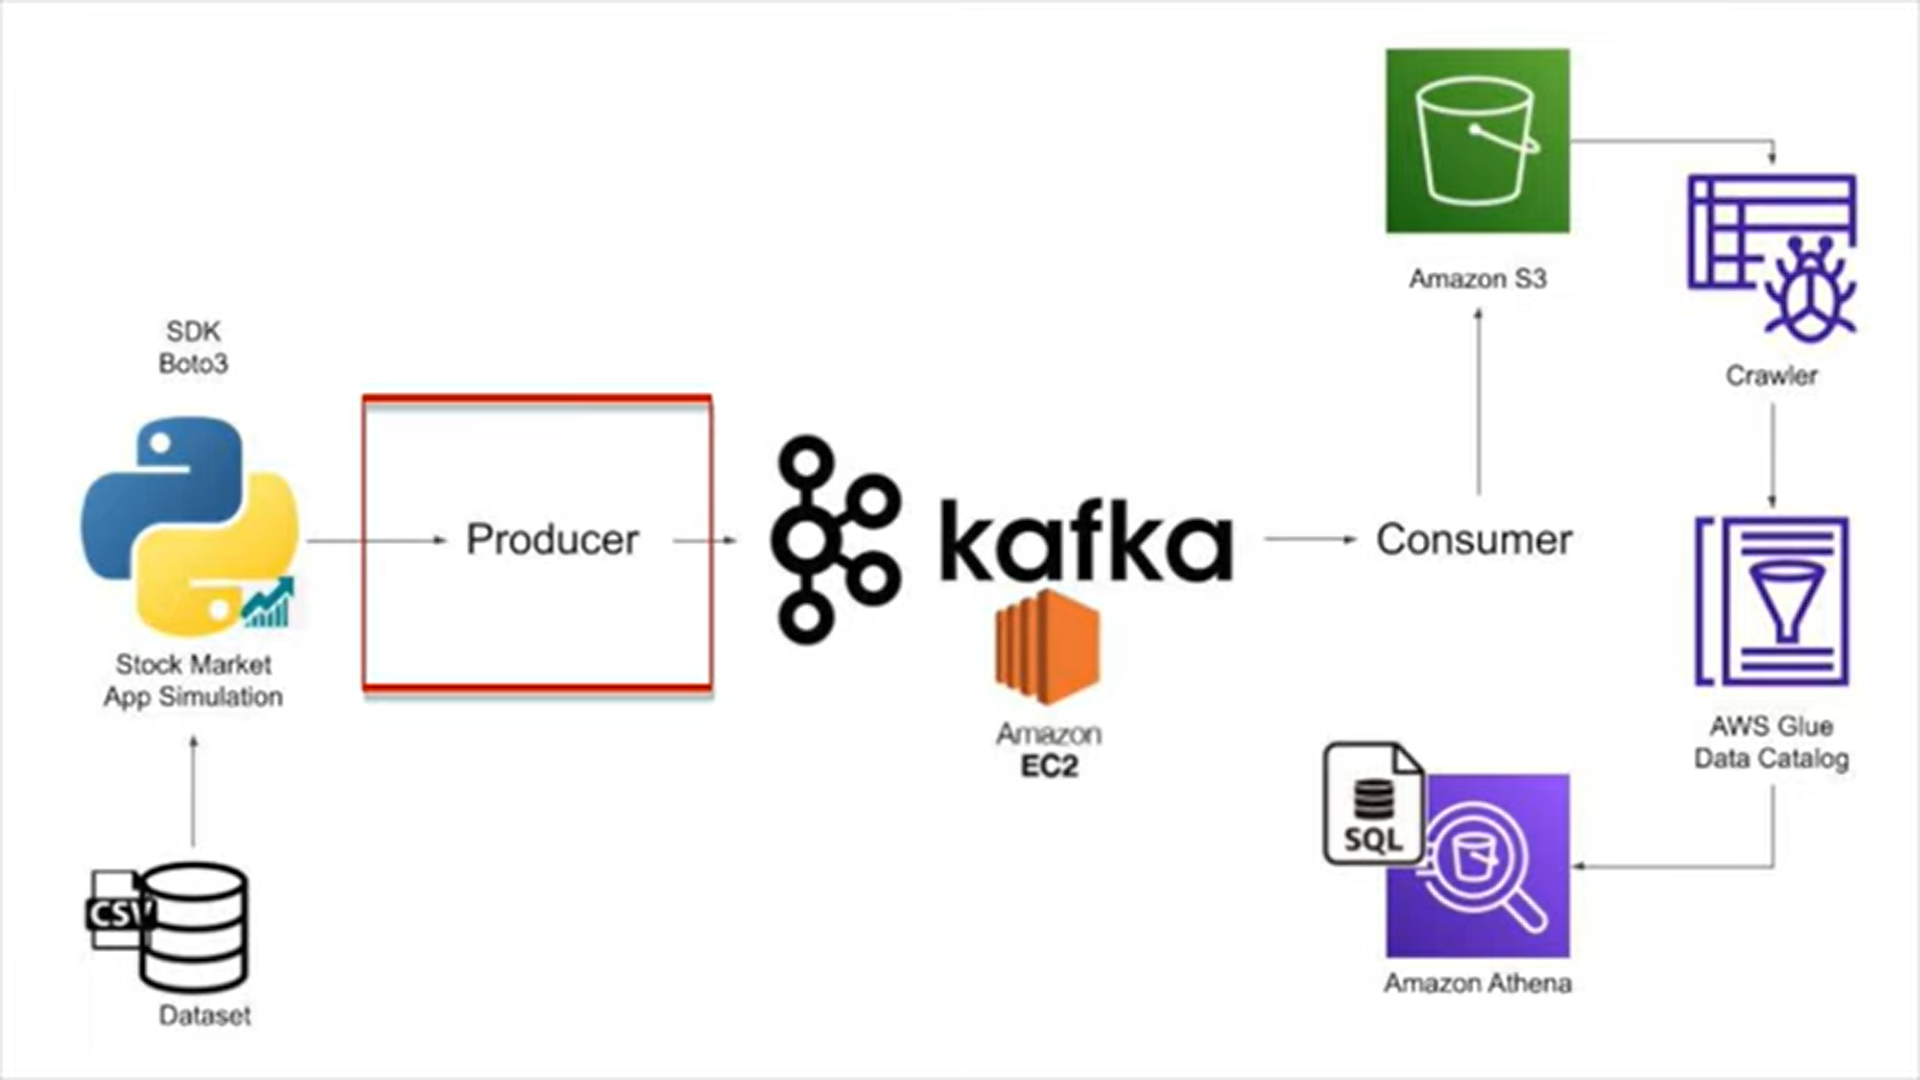 SDK
Boto3
Stock Market
App Simulation
CSV
Dataset
Producer
kafka
Amazon
EC2
Consumer
Amazon S3
Crawler
AWS Glue
Data Catalog
SQL
Amazon Athena